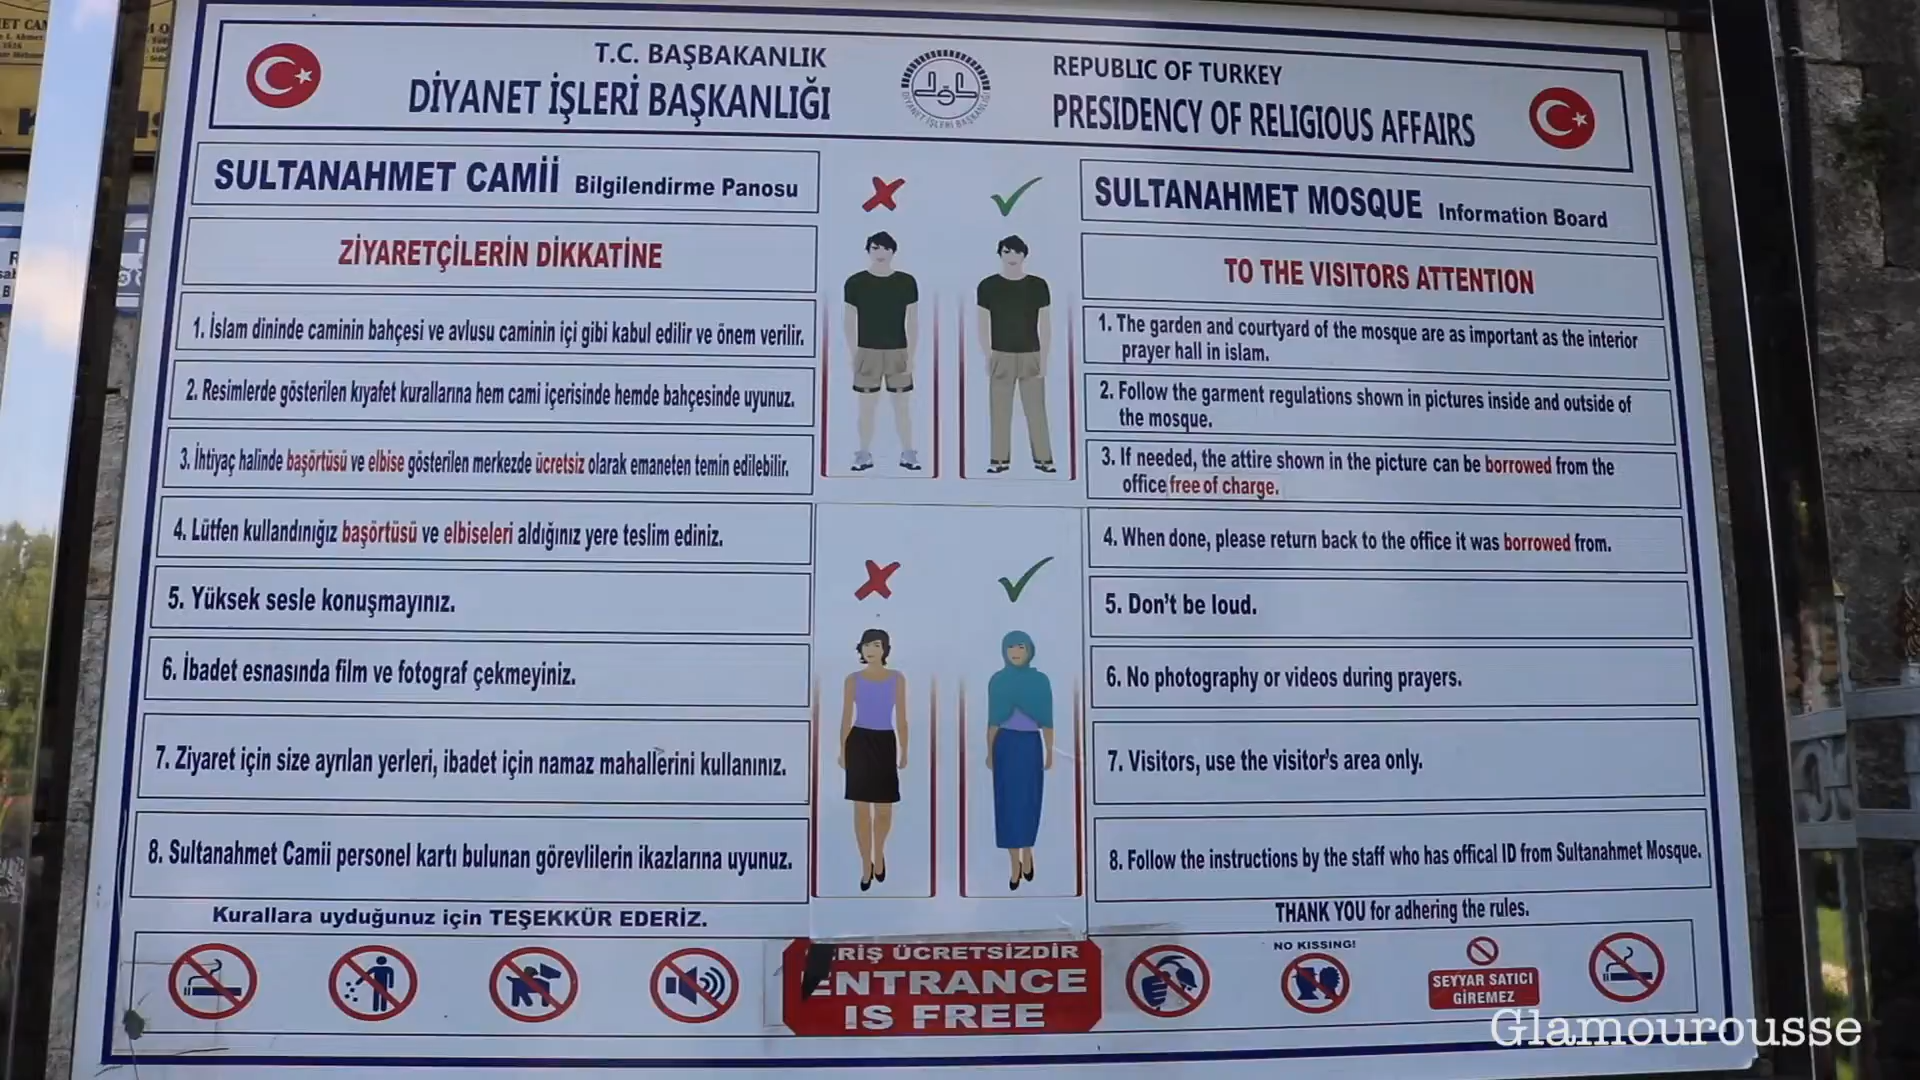 T.C. BAŞBAKANLIK
DİYANET İŞLERİ BAŞKANLIĞI
DİYANET İŞLERİ BAŞKANLIĞI
REPUBLIC OF TURKEY
PRESIDENCY OF RELIGIOUS AFFAIRS
SULTANAHMET CAMİİ Bilgilendirme Panosu
ZİYARETÇİLERİN DİKKATİNE
1. İslam dininde caminin bahçesi ve avlusu caminin içi gibi kabul edilir ve önem verilir.
2. Resimlerde gösterilen kıyafet kurallarına hem cami içerisinde hemde bahçesinde uyunuz.
3. İhtiyaç halinde başörtüsü ve elbise gösterilen merkezde ücretsiz olarak emaneten temin edilebilir.
4. Lütfen kullandınığız başörtüsü ve elbiseleri aldığınız yere teslim ediniz.
5. Yüksek sesle konuşmayınız.
6. İbadet esnasında film ve fotograf çekmeyiniz.
7. Ziyaret için size ayrılan yerleri, ibadet için namaz mahallerini kullanınız.
8. Sultanahmet Camii personel kartı bulunan görevlilerin ikazlarına uyunuz.
Kurallara uyduğunuz için TEŞEKKÜR EDERİZ.
SULTANAHMET MOSQUE Information Board
TO THE VISITORS ATTENTION
1. The garden and courtyard of the mosque are as important as the interior
prayer hall in islam.
2. Follow the garment regulations shown in pictures inside and outside of
the mosque.
3. If needed, the attire shown in the picture can be borrowed from the
office free of charge.
4. When done, please return back to the office it was borrowed from.
5. Don't be loud.
6. No photography or videos during prayers.
7. Visitors, use the visitor's area only.
8. Follow the instructions by the staff who has offical ID from Sultanahmet Mosque.
THANK YOU for adhering the rules.
ÜCRETSİZDİR
ENTRANCE
IS FREE
NO KISSING!
SEYYAR SATICI
GİREMEZ
Glamourousse